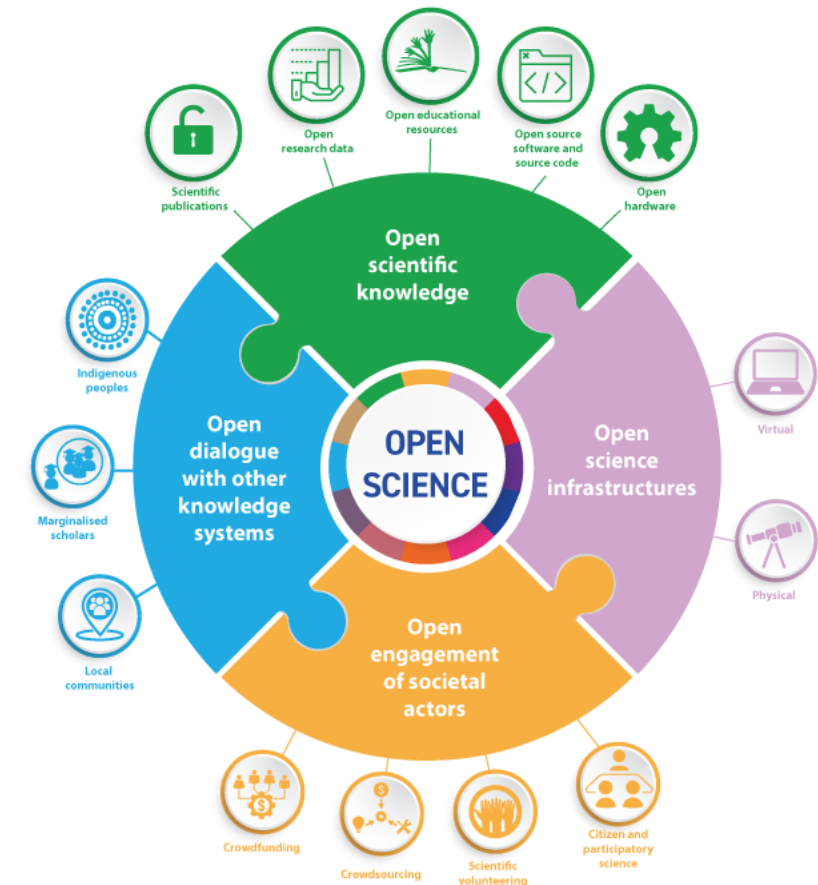 Open educational
resources
Open
research data
Open source
software and
source code
Scientific
publications
Open
hardware
Open
scientific
knowledge
Indigenous
peoples
Marginalised
scholars
Local
communities
Open
dialogue
with other
knowledge
systems
OPEN
SCIENCE
Open
science
infrastructures
Virtual
Physical
Open
engagement
of societal
actors
Crowdfunding
Crowdsourcing
Scientific
volunteering
Citizen and
participatory
science